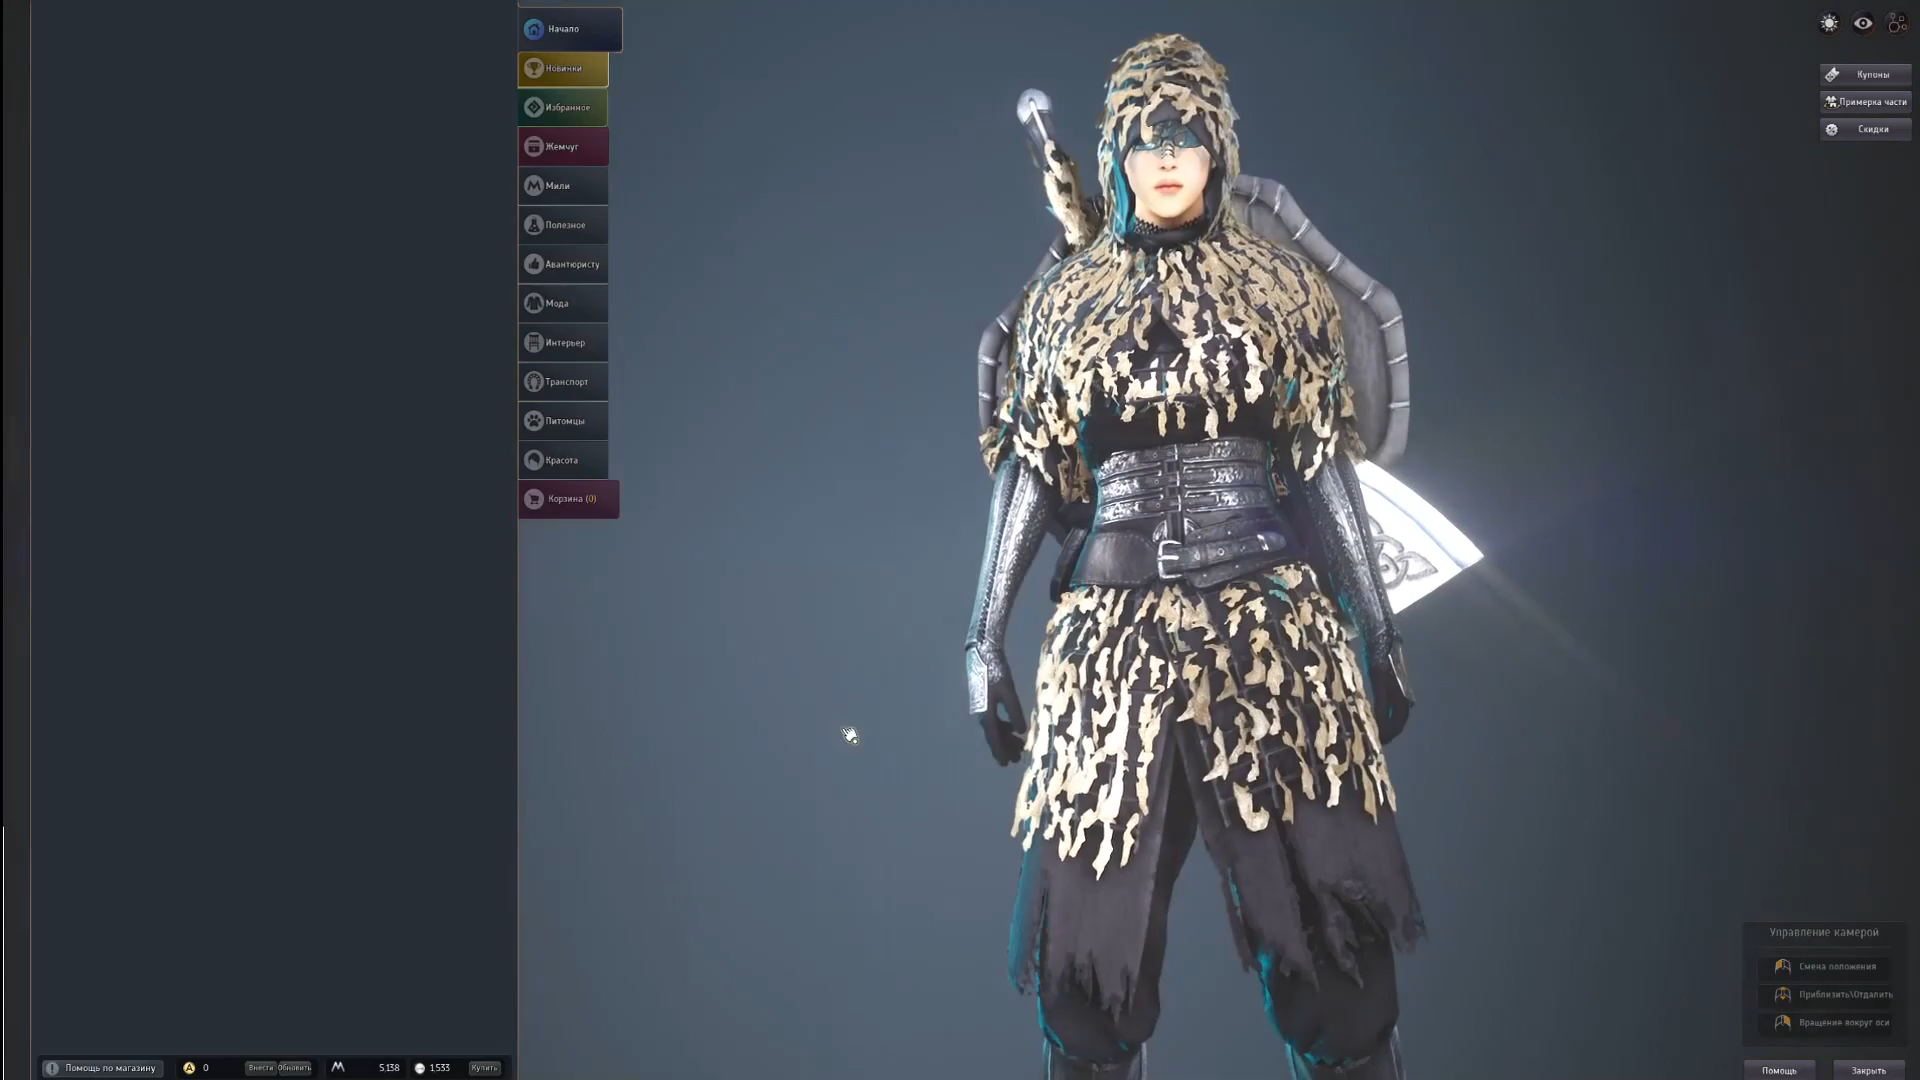 Начало
Новинки
Избранное
Жемчуг
Мили
Полезное
Авантюристу
Мода
Интерьер
Транспорт
Питомцы
Красота
Корзина (0)
Купоны
Примерка части
Скидки
Управление камерой
Смена положения
Приблизить\Отдалить
Вращение вокруг оси
Помощь по магазину
0
Внести
Обновить
5,138
1,533
Купить
Помощь
Закрыть